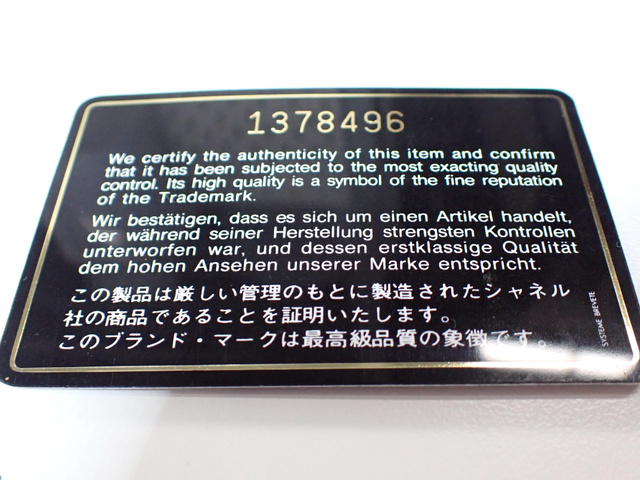 1378496
We certify the authenticity of this item and confirm
that it has been subjected to the most exacting quality
control. Its high quality is a symbol of the fine reputation
of the Trademark.
Wir bestätigen, dass es sich um einen Artikel handelt,
der während seiner Herstellung strengsten Kontrollen
unterworfen war, und dessen erstklassige Qualität
dem hohen Ansehen unserer Marke entspricht.
この製品は厳しい管理のもとに製造されたシャネル
社の商品であることを証明いたします。
このブランド・マークは最高級品質の象徴です。
SYSTEME BREVETE